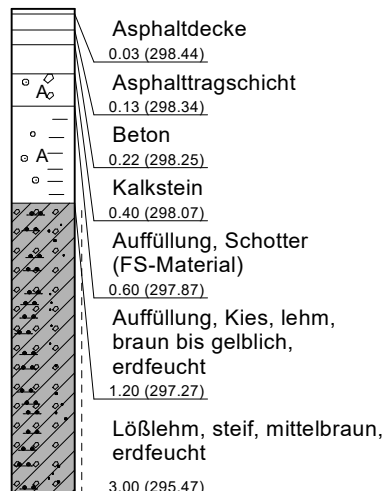 Asphaltdecke
0.03 (298.44)
Asphalttragschicht
0.13 (298.34)
A
Beton
0.22 (298.25)
A
Kalkstein
0.40 (298.07)
Auffüllung, Schotter
(FS-Material)
0.60 (297.87)
Auffüllung, Kies, lehm,
braun bis gelblich,
erdfeucht
1.20 (297.27)
Lößlehm, steif, mittelbraun,
erdfeucht
3.00 (295.47)